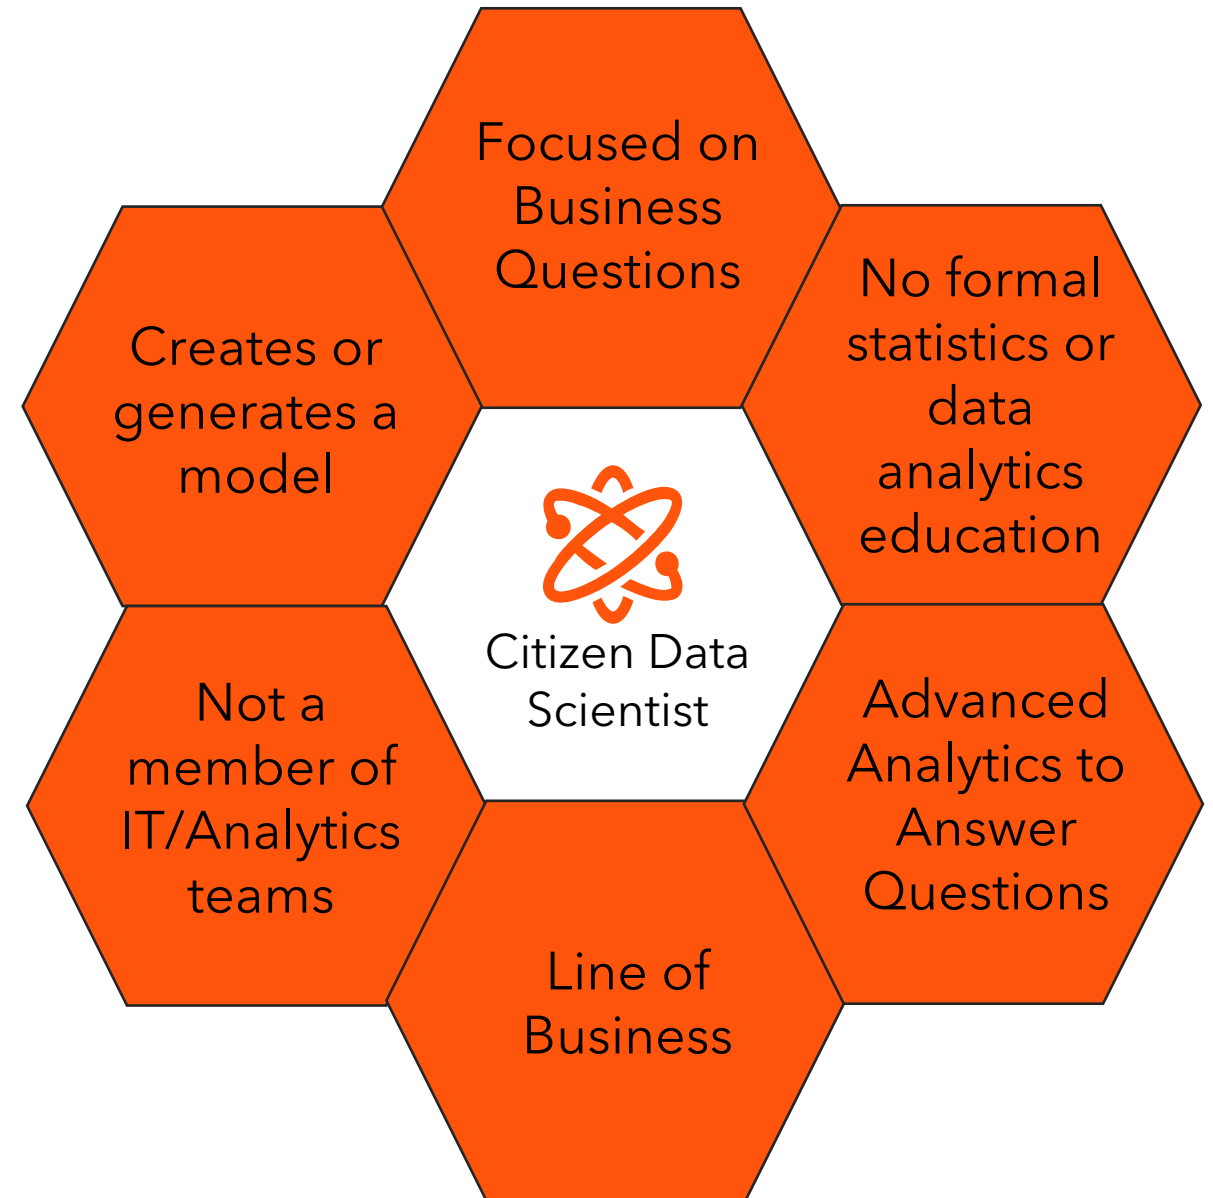 Focused on
Business
Questions
No formal
statistics or
data
analytics
education
Creates or
generates a
model
Citizen Data
Scientist
Advanced
Analytics to
Answer
Questions
Not a
member of
IT/Analytics
teams
Line of
Business